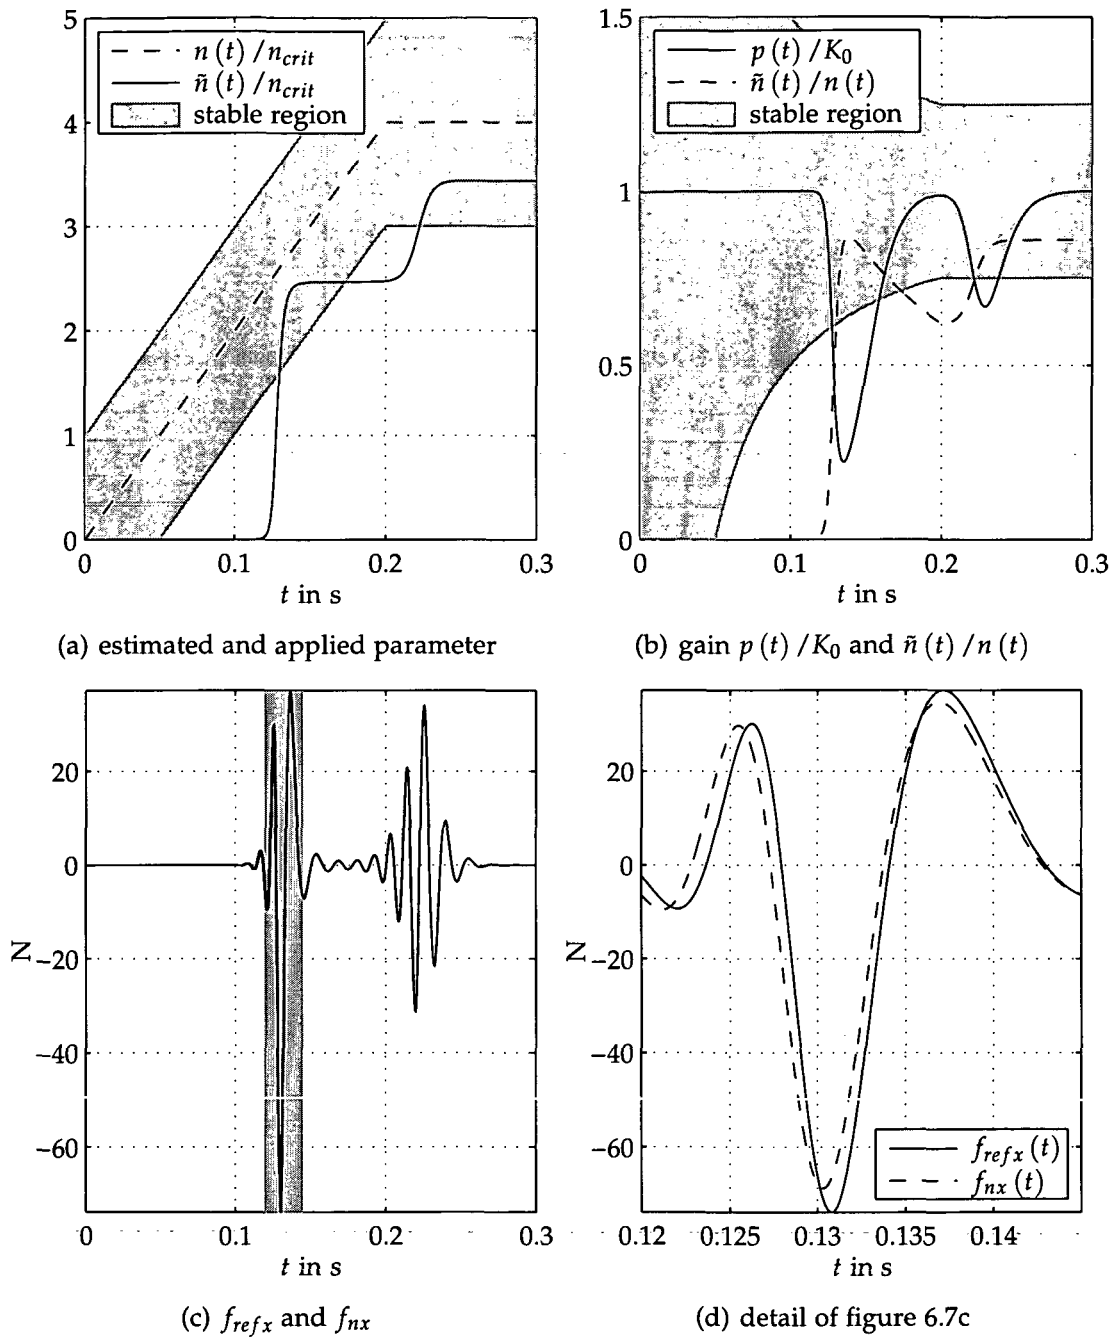 5
4
3
2
1
0
n (t) / n_crit
ñ (t) / n_crit
stable region
0
0.1
0.2
0.3
t in s
(a) estimated and applied parameter
1.5
1
0.5
0
p (t) / K_0
ñ (t) / n (t)
stable region
0
0.1
0.2
0.3
t in s
(b) gain p (t) / K_0 and ñ (t) / n (t)
20
0
−20
−40
−60
N
0
0.1
0.2
0.3
t in s
(c) f_refx and f_nx
20
0
−20
−40
−60
N
f_refx (t)
f_nx (t)
0.12
0.125
0.13
0.135
0.14
t in s
(d) detail of figure 6.7c